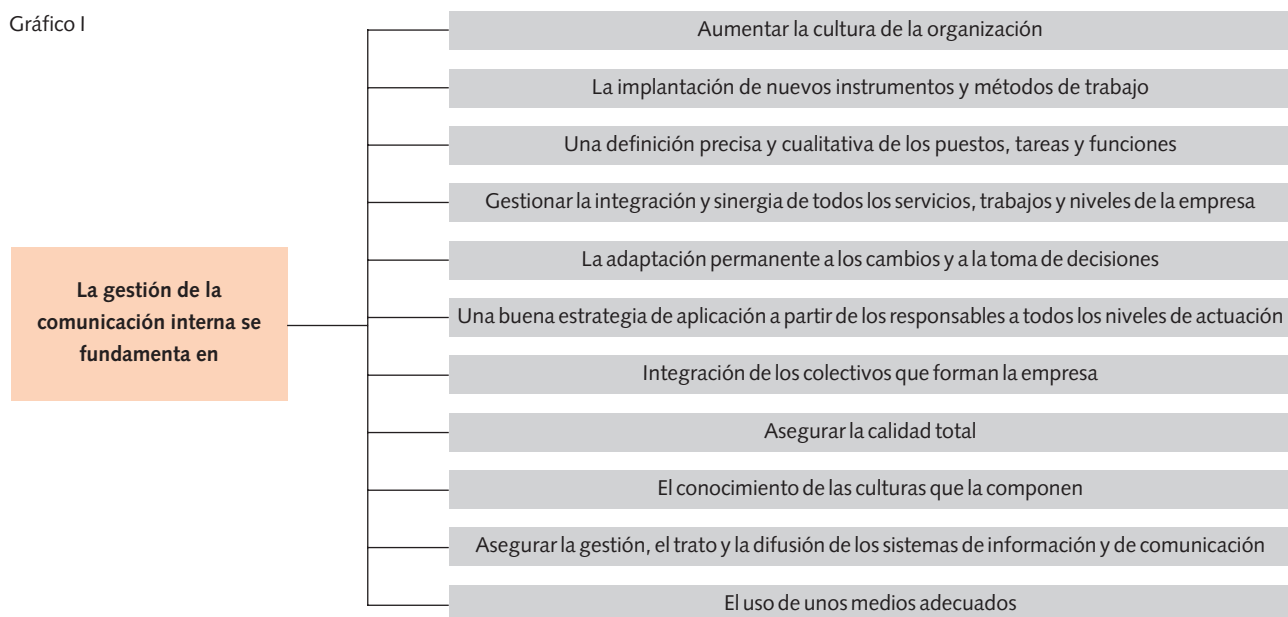 Gráfico I
Aumentar la cultura de la organización
La implantación de nuevos instrumentos y métodos de trabajo
Una definición precisa y cualitativa de los puestos, tareas y funciones
Gestionar la integración y sinergia de todos los servicios, trabajos y niveles de la empresa
La adaptación permanente a los cambios y a la toma de decisiones
La gestión de la
comunicación interna se
fundamenta en
Una buena estrategia de aplicación a partir de los responsables a todos los niveles de actuación
Integración de los colectivos que forman la empresa
Asegurar la calidad total
El conocimiento de las culturas que la componen
Asegurar la gestión, el trato y la difusión de los sistemas de información y de comunicación
El uso de unos medios adecuados